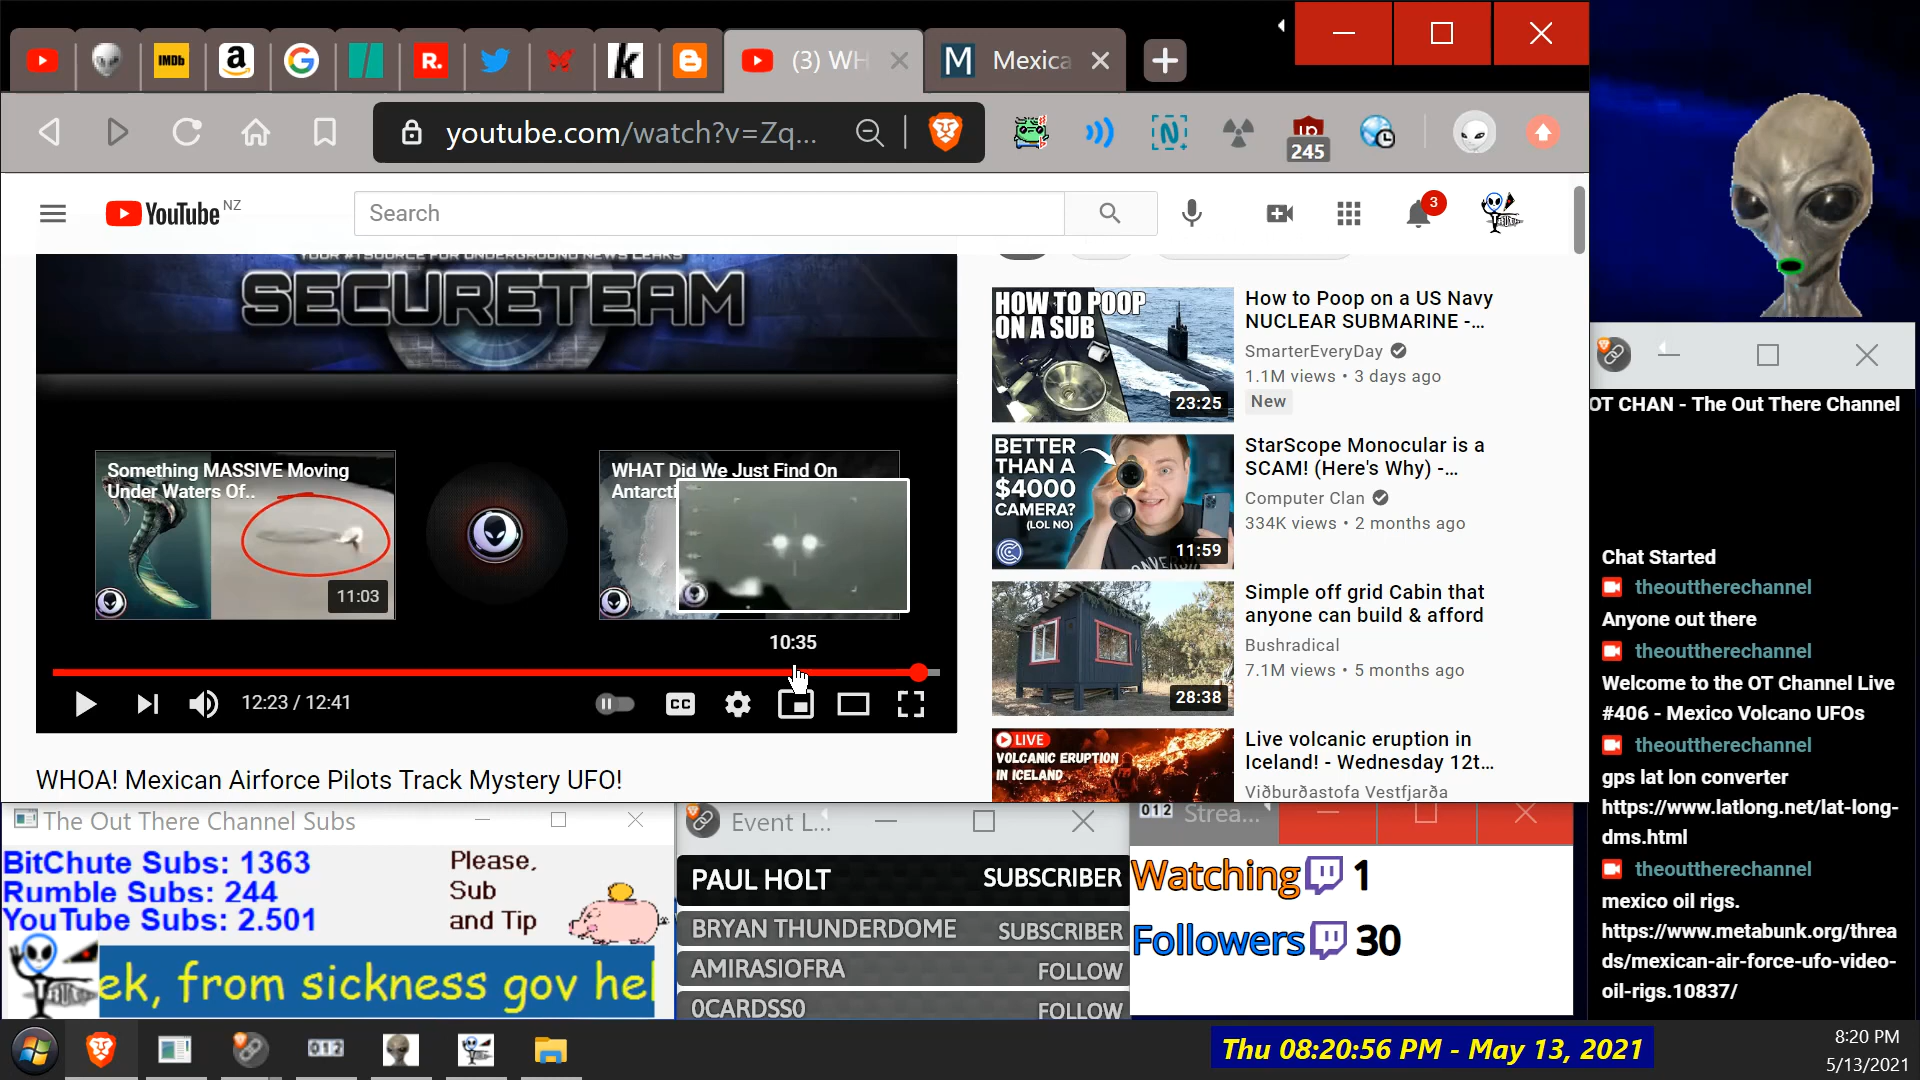 IMDb
a
G
R.
k
(3) WH
M Mexica
youtube.com/watch?v=Zq...
N
245
YouTube NZ
Search
3
YOUR #1 SOURCE FOR UNDERGROUND NEWS LEAKS
SECURETEAM
Something MASSIVE Moving
Under Waters Of..
11:03
WHAT Did We Just Find On
Antarcti
10:35
12:23 / 12:41
CC
WHOA! Mexican Airforce Pilots Track Mystery UFO!
HOW TO POOP
ON A SUB
23:25
How to Poop on a US Navy
NUCLEAR SUBMARINE -...
SmarterEveryDay
1.1M views • 3 days ago
New
BETTER
THAN A
$4000
CAMERA?
(LOL NO)
11:59
StarScope Monocular is a
SCAM! (Here's Why) -...
Computer Clan
334K views • 2 months ago
28:38
Simple off grid Cabin that
anyone can build & afford
Bushradical
7.1M views • 5 months ago
LIVE
VOLCANIC ERUPTION
IN ICELAND
Live volcanic eruption in
Iceland! - Wednesday 12t...
Viðburðastofa Vestfjarða
OT CHAN - The Out There Channel
Chat Started
theouttherechannel
Anyone out there
theouttherechannel
Welcome to the OT Channel Live
#406 - Mexico Volcano UFOs
theouttherechannel
gps lat lon converter
https://www.latlong.net/lat-long-
dms.html
theouttherechannel
mexico oil rigs.
https://www.metabunk.org/threa
ds/mexican-air-force-ufo-video-
oil-rigs.10837/
The Out There Channel Subs
BitChute Subs: 1363
Rumble Subs: 244
YouTube Subs: 2.501
Please,
Sub
and Tip
ek, from sickness gov hel
Event L...
PAUL HOLT SUBSCRIBER
BRYAN THUNDERDOME SUBSCRIBER
AMIRASIOFRA FOLLOW
0CARDSS0 FOLLOW
012 Strea...
Watching 1
Followers 30
012
Thu 08:20:56 PM - May 13, 2021
8:20 PM
5/13/2021